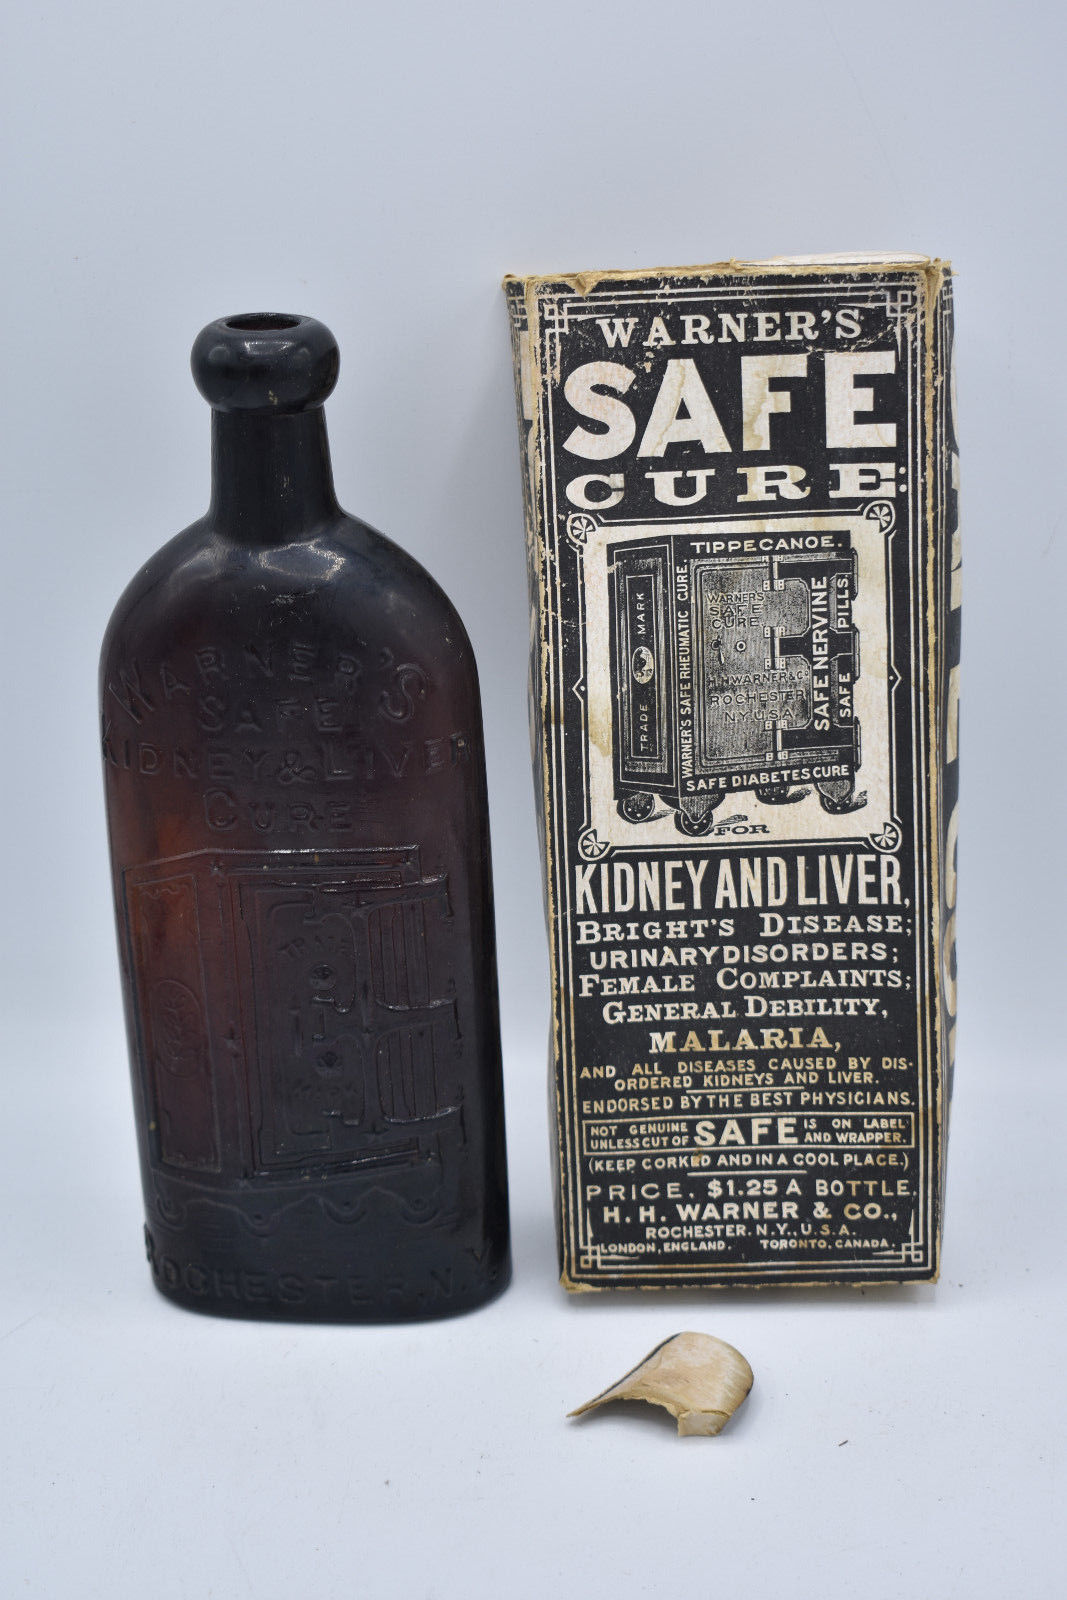 WARNER'S
SAFE
KIDNEY & LIVER
CURE
ROCHESTER, N.Y.
WARNER'S
SAFE
CURE:
TIPPECANOE.
TRADE MARK
WARNER'S SAFE RHEUMATIC CURE.
WARNER'S
SAFE
CURE
H.H.WARNER & CO
ROCHESTER
N.Y.U.S.A.
SAFE NERVINE
SAFE PILLS.
SAFE DIABETES CURE
FOR
KIDNEY AND LIVER,
BRIGHT'S DISEASE;
URINARY DISORDERS;
FEMALE COMPLAINTS;
GENERAL DEBILITY,
MALARIA,
AND ALL DISEASES CAUSED BY DIS-
ORDERED KIDNEYS AND LIVER.
ENDORSED BY THE BEST PHYSICIANS.
NOT GENUINE
UNLESS CUT OF
SAFE
IS ON LABEL
AND WRAPPER.
(KEEP CORKED AND IN A COOL PLACE.)
PRICE, $1.25 A BOTTLE.
H. H. WARNER & CO.,
ROCHESTER. N.Y., U.S.A.
LONDON, ENGLAND. TORONTO, CANADA.